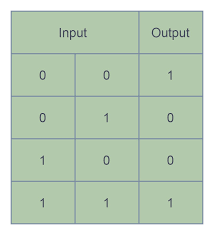 Input Output
0 0 1
0 1 0
1 0 0
1 1 1